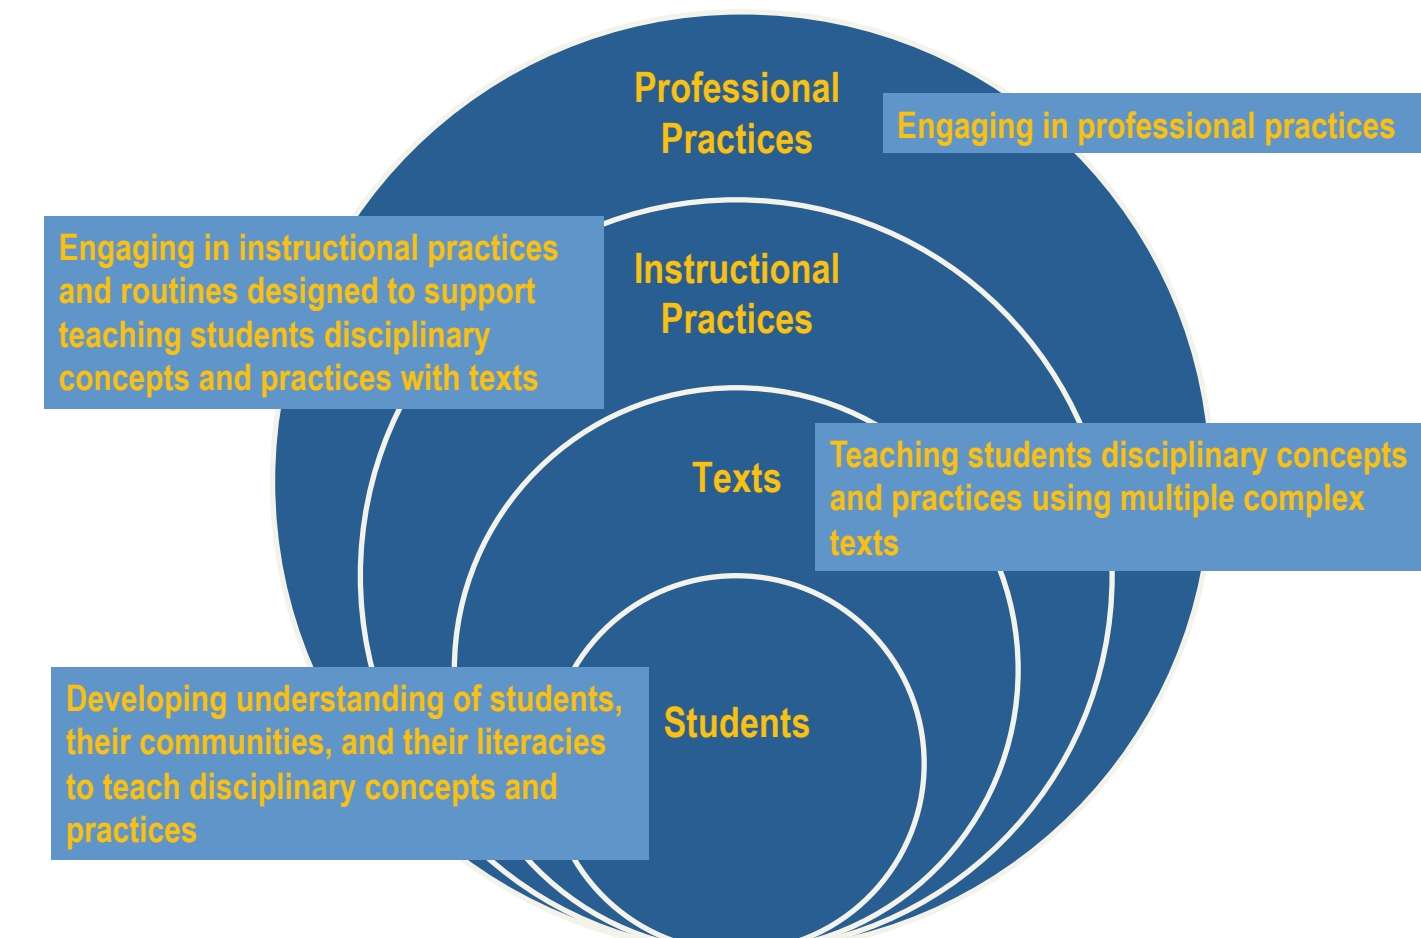 Professional
Practices
Engaging in professional practices
Engaging in instructional practices
and routines designed to support
teaching students disciplinary
concepts and practices with texts
Instructional
Practices
Texts
Teaching students disciplinary concepts
and practices using multiple complex
texts
Developing understanding of students,
their communities, and their literacies
to teach disciplinary concepts and
practices
Students